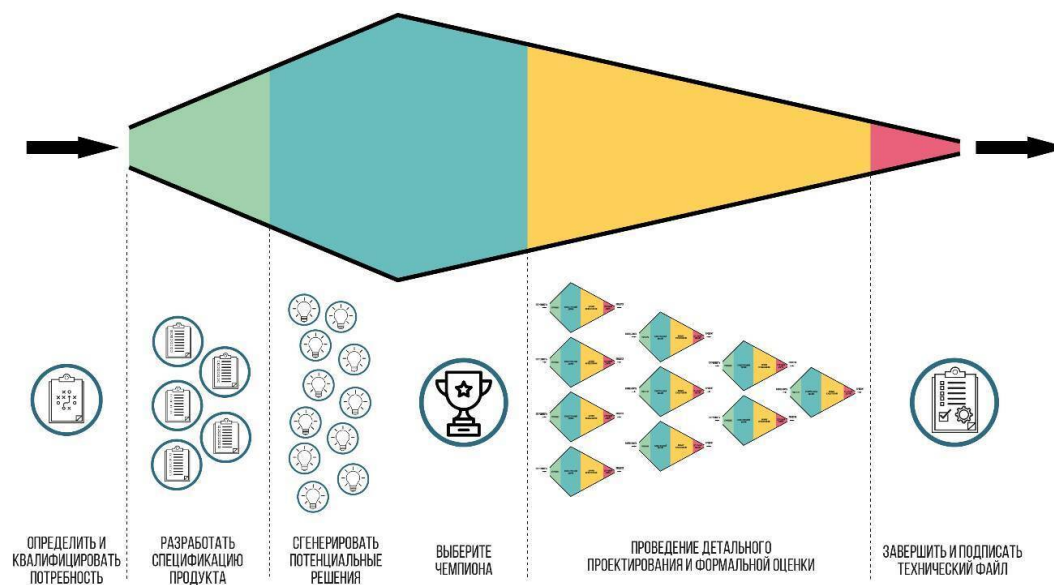 ОПРЕДЕЛИТЬ И
КВАЛИФИЦИРОВАТЬ
ПОТРЕБНОСТЬ
РАЗРАБОТАТЬ
СПЕЦИФИКАЦИЮ
ПРОДУКТА
СГЕНЕРИРОВАТЬ
ПОТЕНЦИАЛЬНЫЕ
РЕШЕНИЯ
ВЫБЕРИТЕ
ЧЕМПИОНА
ПРОВЕДЕНИЕ ДЕТАЛЬНОГО
ПРОЕКТИРОВАНИЯ И ФОРМАЛЬНОЙ ОЦЕНКИ
ЗАВЕРШИТЬ И ПОДПИСАТЬ
ТЕХНИЧЕСКИЙ ФАЙЛ